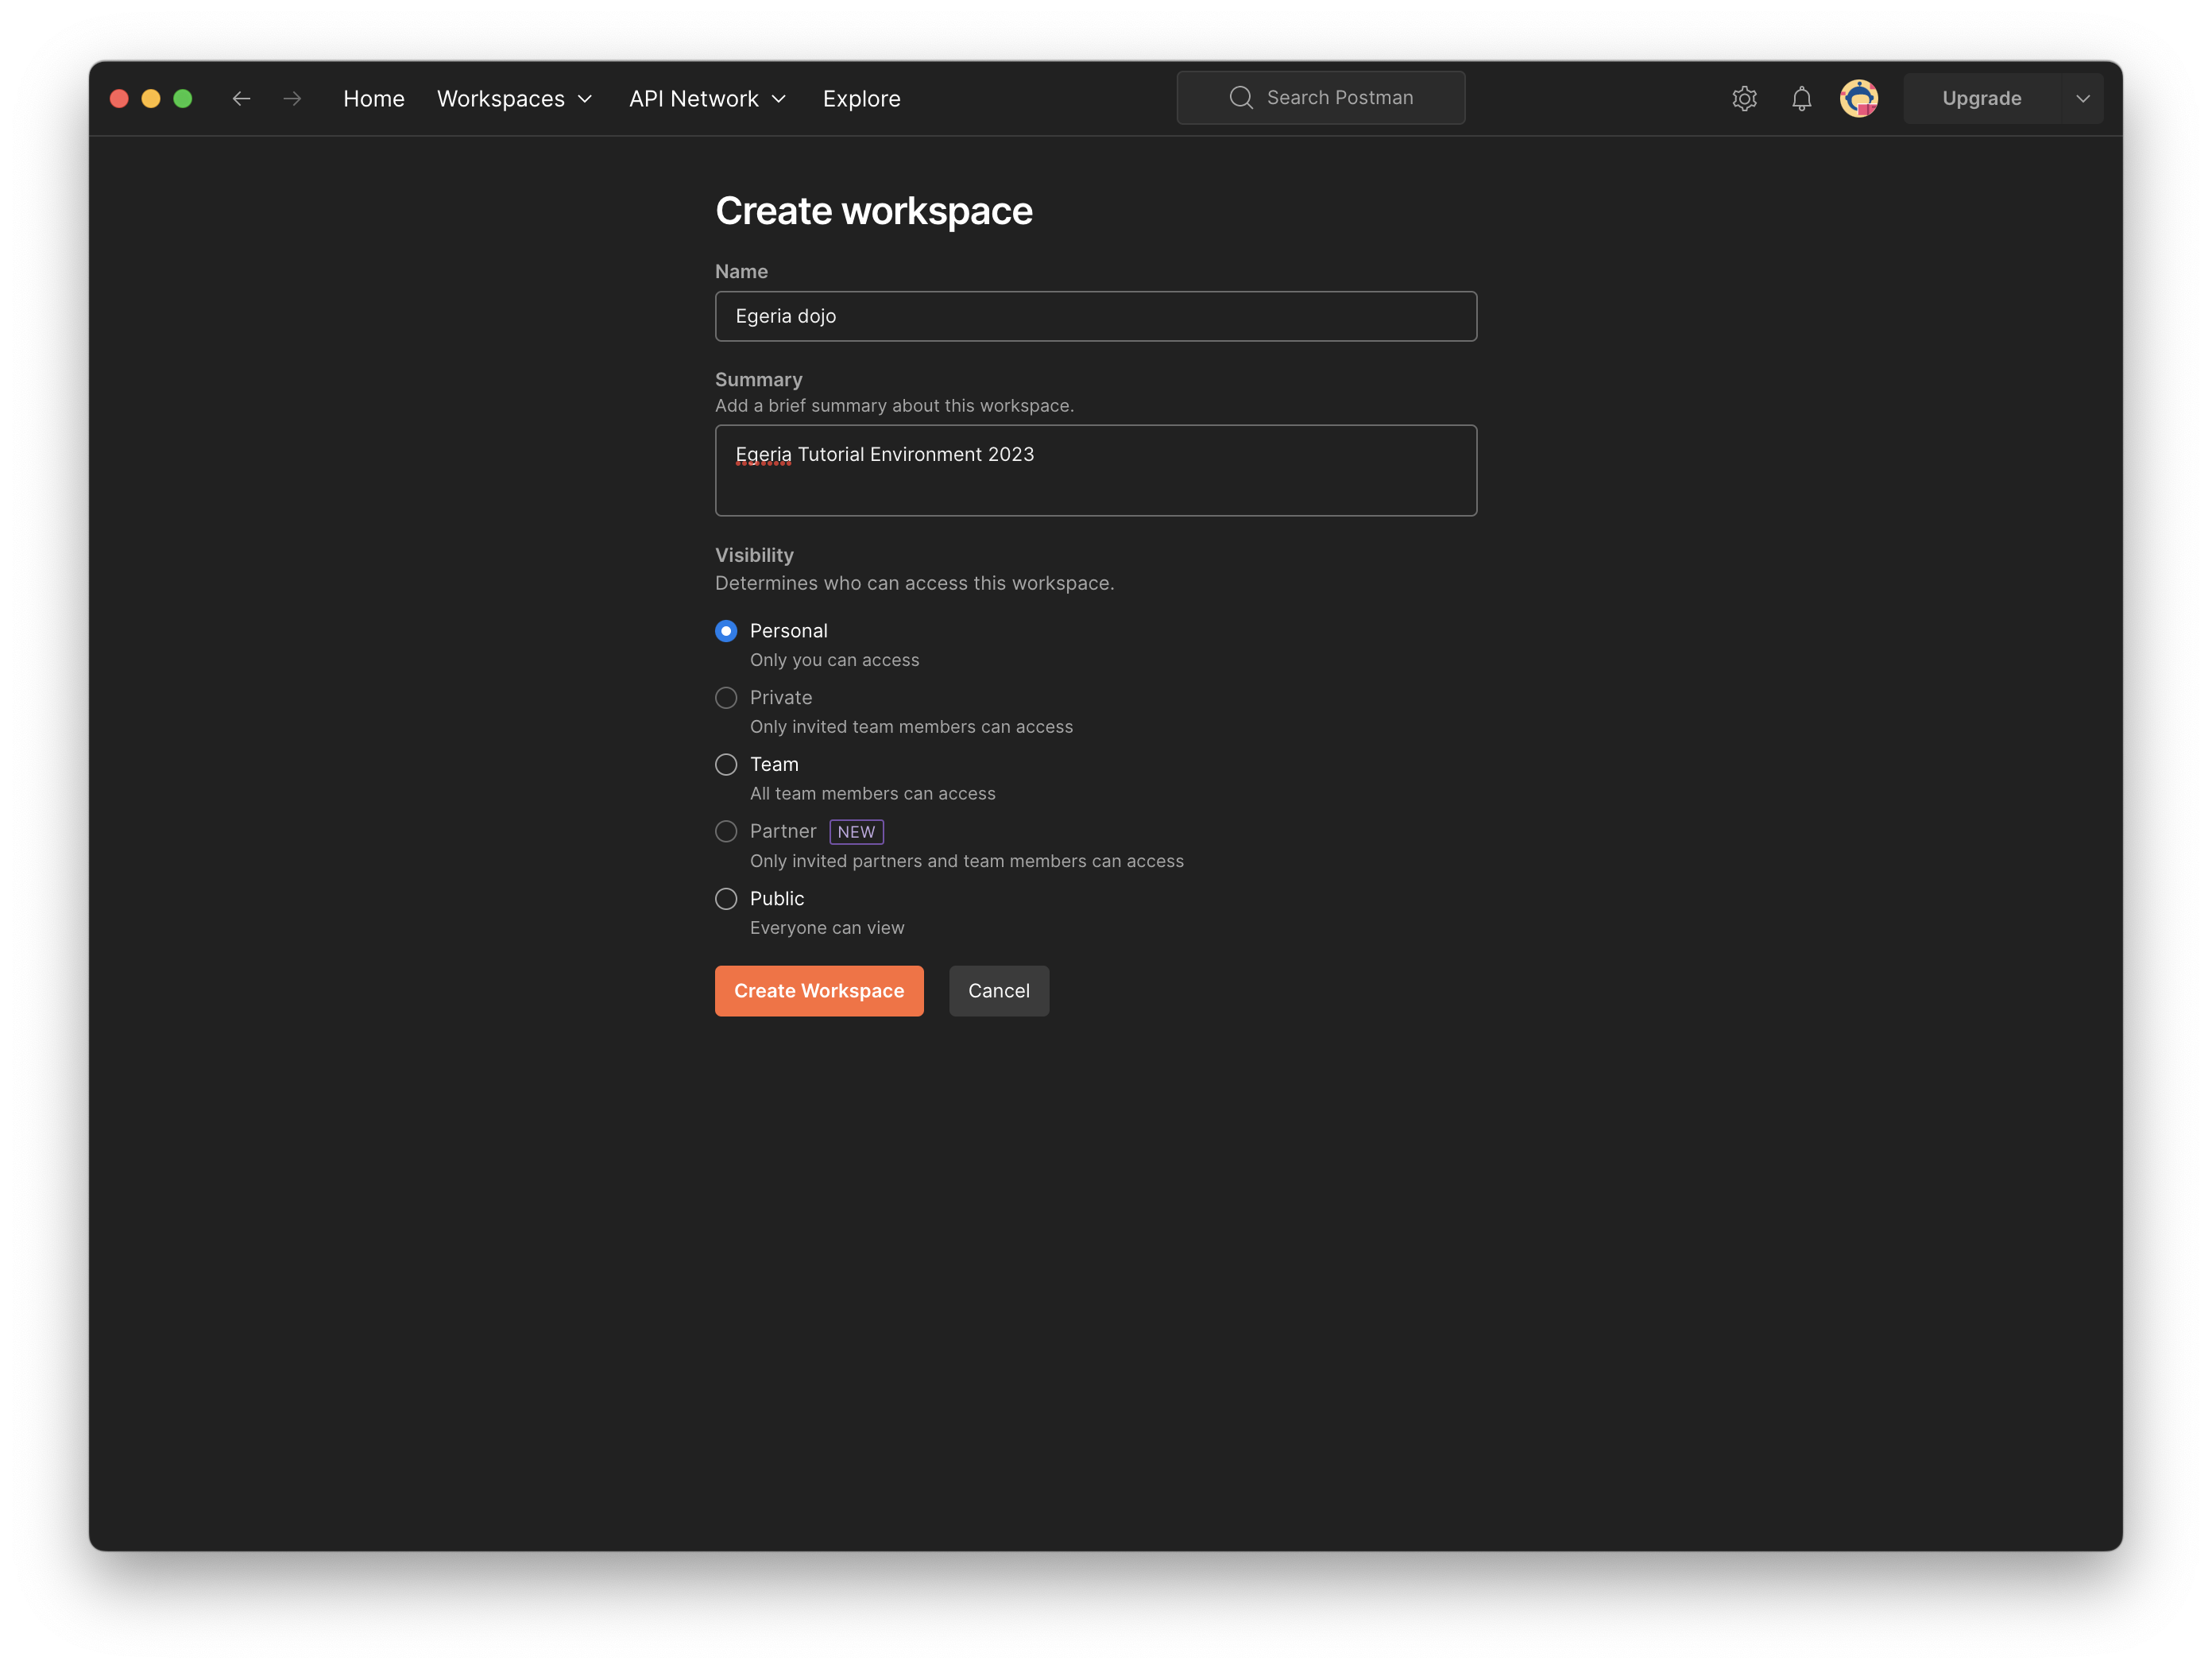 Home Workspaces API Network Explore Search Postman Upgrade
Create workspace
Name
Egeria dojo
Summary
Add a brief summary about this workspace.
Egeria Tutorial Environment 2023
Visibility
Determines who can access this workspace.
Personal
Only you can access
Private
Only invited team members can access
Team
All team members can access
Partner NEW
Only invited partners and team members can access
Public
Everyone can view
Create Workspace Cancel